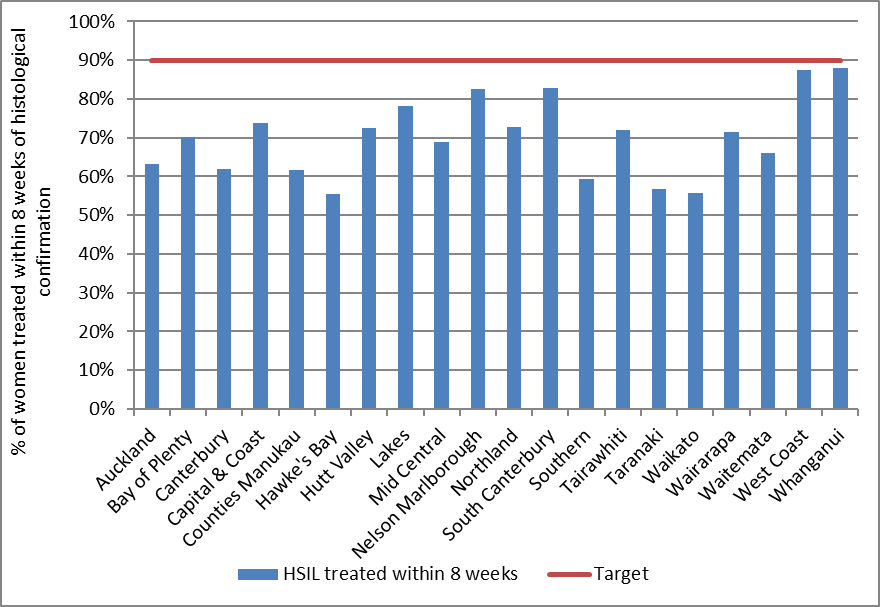 % of women treated within 8 weeks of histological
confirmation
100%
90%
80%
70%
60%
50%
40%
30%
20%
10%
0%
Auckland
Bay of Plenty
Canterbury
Capital & Coast
Counties Manukau
Hawke's Bay
Hutt Valley
Lakes
Mid Central
Nelson Marlborough
Northland
South Canterbury
Southern
Tairawhiti
Taranaki
Waikato
Wairarapa
Waitemata
West Coast
Whanganui
HSIL treated within 8 weeks
Target